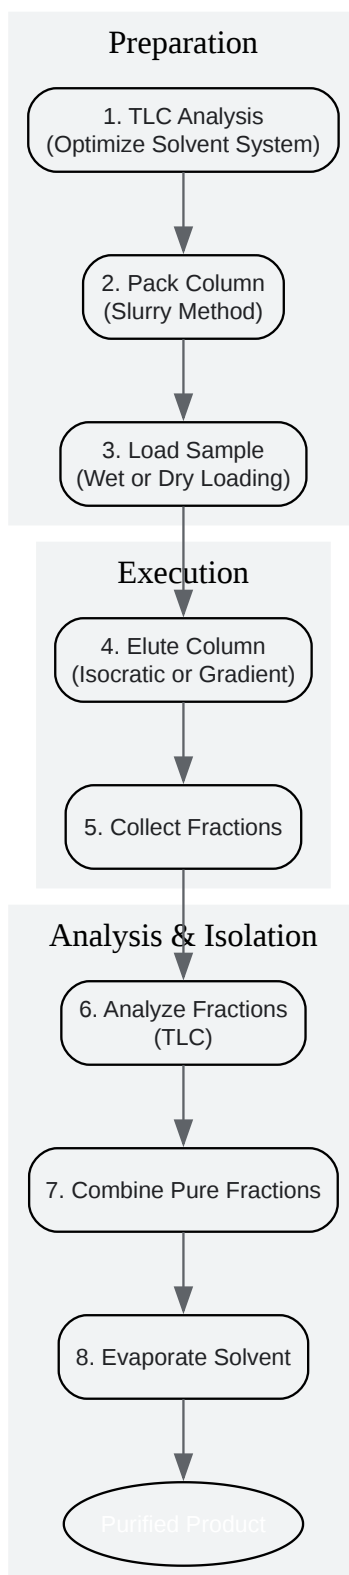 Preparation
1. TLC Analysis
(Optimize Solvent System)
2. Pack Column
(Slurry Method)
3. Load Sample
(Wet or Dry Loading)
Execution
4. Elute Column
(Isocratic or Gradient)
5. Collect Fractions
Analysis & Isolation
6. Analyze Fractions
(TLC)
7. Combine Pure Fractions
8. Evaporate Solvent
Purified Product